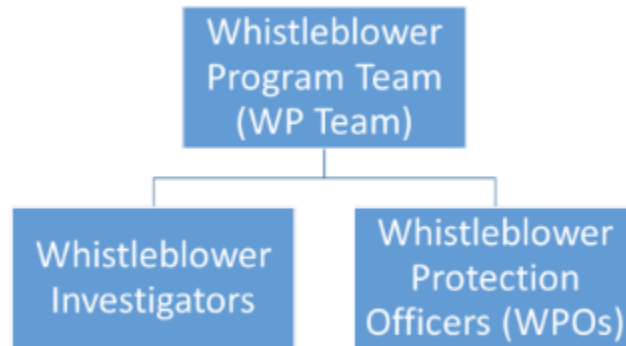 Whistleblower
Program Team
(WP Team)
Whistleblower
Investigators
Whistleblower
Protection
Officers (WPOs)